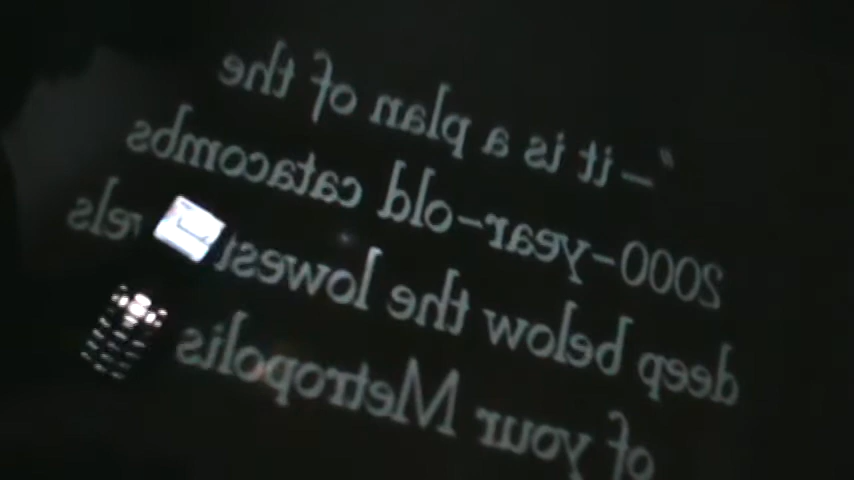 "– it is a plan of the
2000-year-old catacombs
deep below the lowest
of your Metropolis